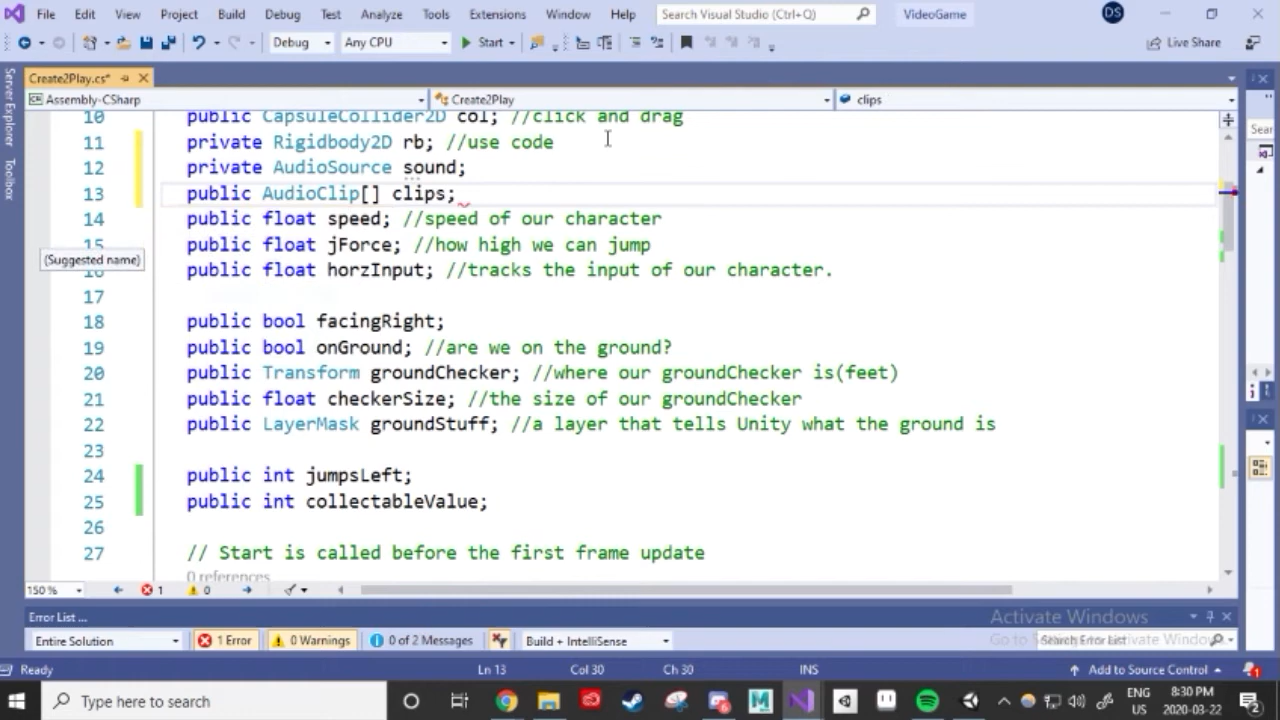 File Edit View Project Build Debug Test Analyze Tools Extensions Window Help Search Visual Studio (Ctrl+Q) VideoGame DS
Debug Any CPU Start Live Share
Server Explorer
Toolbox
Create2Play.cs*
Assembly-CSharp Create2Play clips
10 public CapsuleCollider2D col; //click and drag
11 private Rigidbody2D rb; //use code
12 private AudioSource sound;
13 public AudioClip[] clips;
14 public float speed; //speed of our character
15 public float jForce; //how high we can jump
(Suggested name)
16 public float horzInput; //tracks the input of our character.
17
18 public bool facingRight;
19 public bool onGround; //are we on the ground?
20 public Transform groundChecker; //where our groundChecker is(feet)
21 public float checkerSize; //the size of our groundChecker
22 public LayerMask groundStuff; //a layer that tells Unity what the ground is
23
24 public int jumpsLeft;
25 public int collectableValue;
26
27 // Start is called before the first frame update
0 references
150 % 1 0
Error List ...
Activate Windows
Entire Solution 1 Error 0 Warnings 0 of 2 Messages Build + IntelliSense Search Error List
Ready Ln 13 Col 30 Ch 30 INS Add to Source Control 1
Type here to search ENG US 8:30 PM 2020-03-22 2